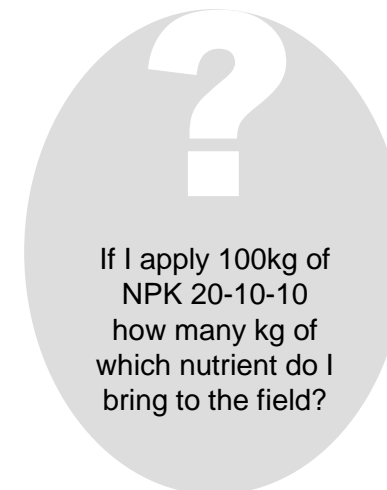 ?
If I apply 100kg of
NPK 20-10-10
how many kg of
which nutrient do I
bring to the field?